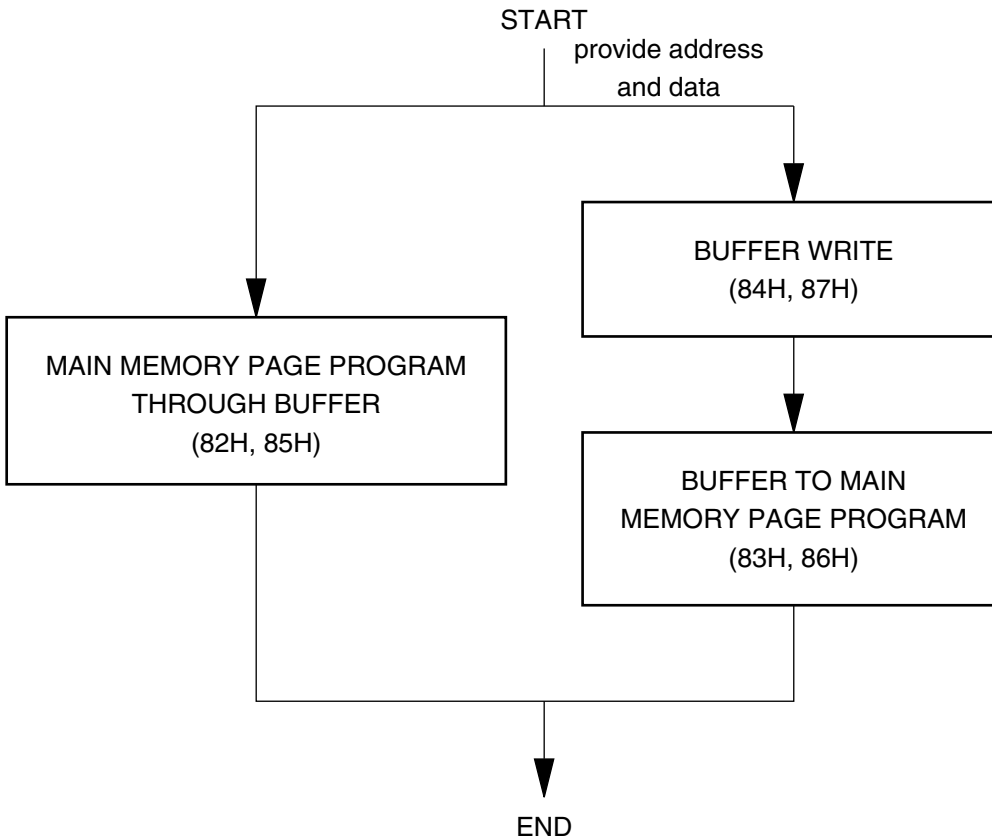 START
provide address
and data
BUFFER WRITE
(84H, 87H)
MAIN MEMORY PAGE PROGRAM
THROUGH BUFFER
(82H, 85H)
BUFFER TO MAIN
MEMORY PAGE PROGRAM
(83H, 86H)
END